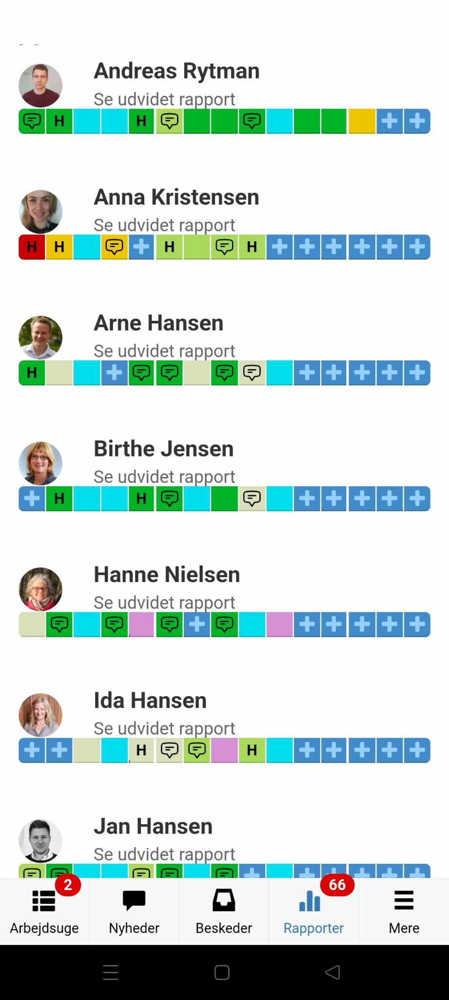 Andreas Rytman
Se udvidet rapport
H H
Anna Kristensen
Se udvidet rapport
H H H H
Arne Hansen
Se udvidet rapport
H
Birthe Jensen
Se udvidet rapport
H H
Hanne Nielsen
Se udvidet rapport
Ida Hansen
Se udvidet rapport
H H
Jan Hansen
Se udvidet rapport
2 66
Arbejdsuge Nyheder Beskeder Rapporter Mere